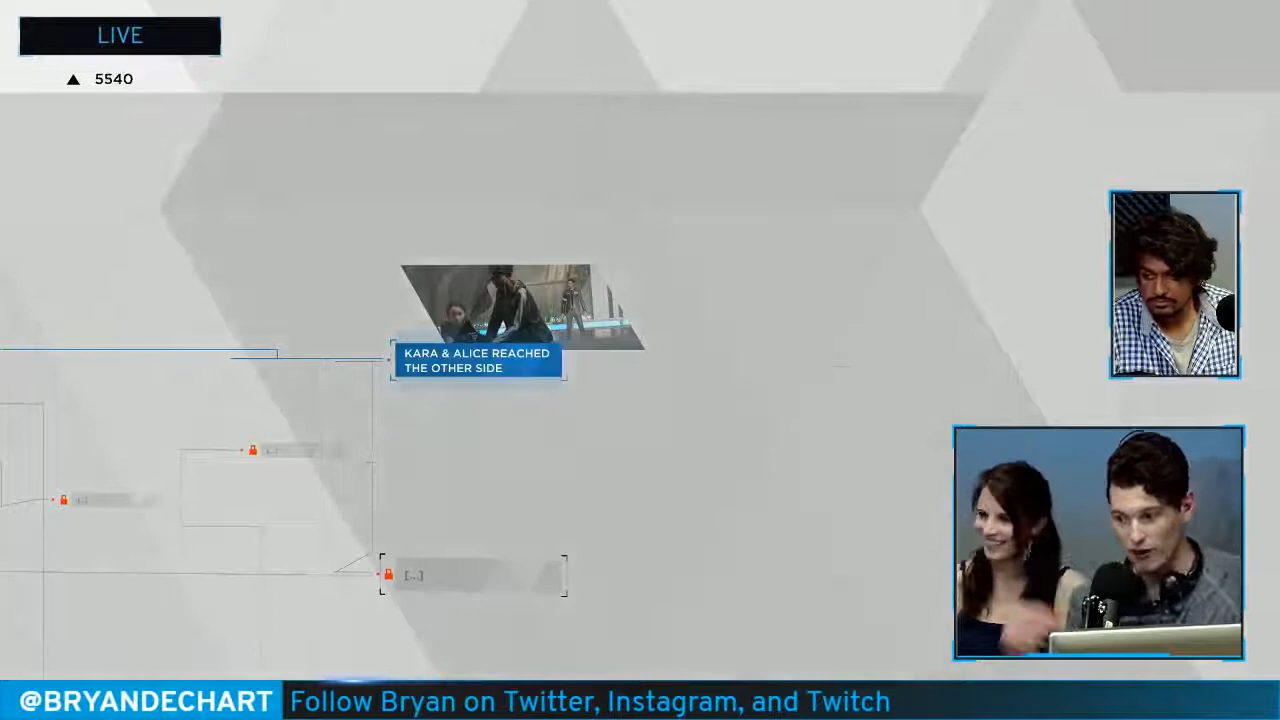 LIVE
▲ 5540
KARA & ALICE REACHED
THE OTHER SIDE
[...]
@BRYANDECHART
Follow Bryan on Twitter, Instagram, and Twitch